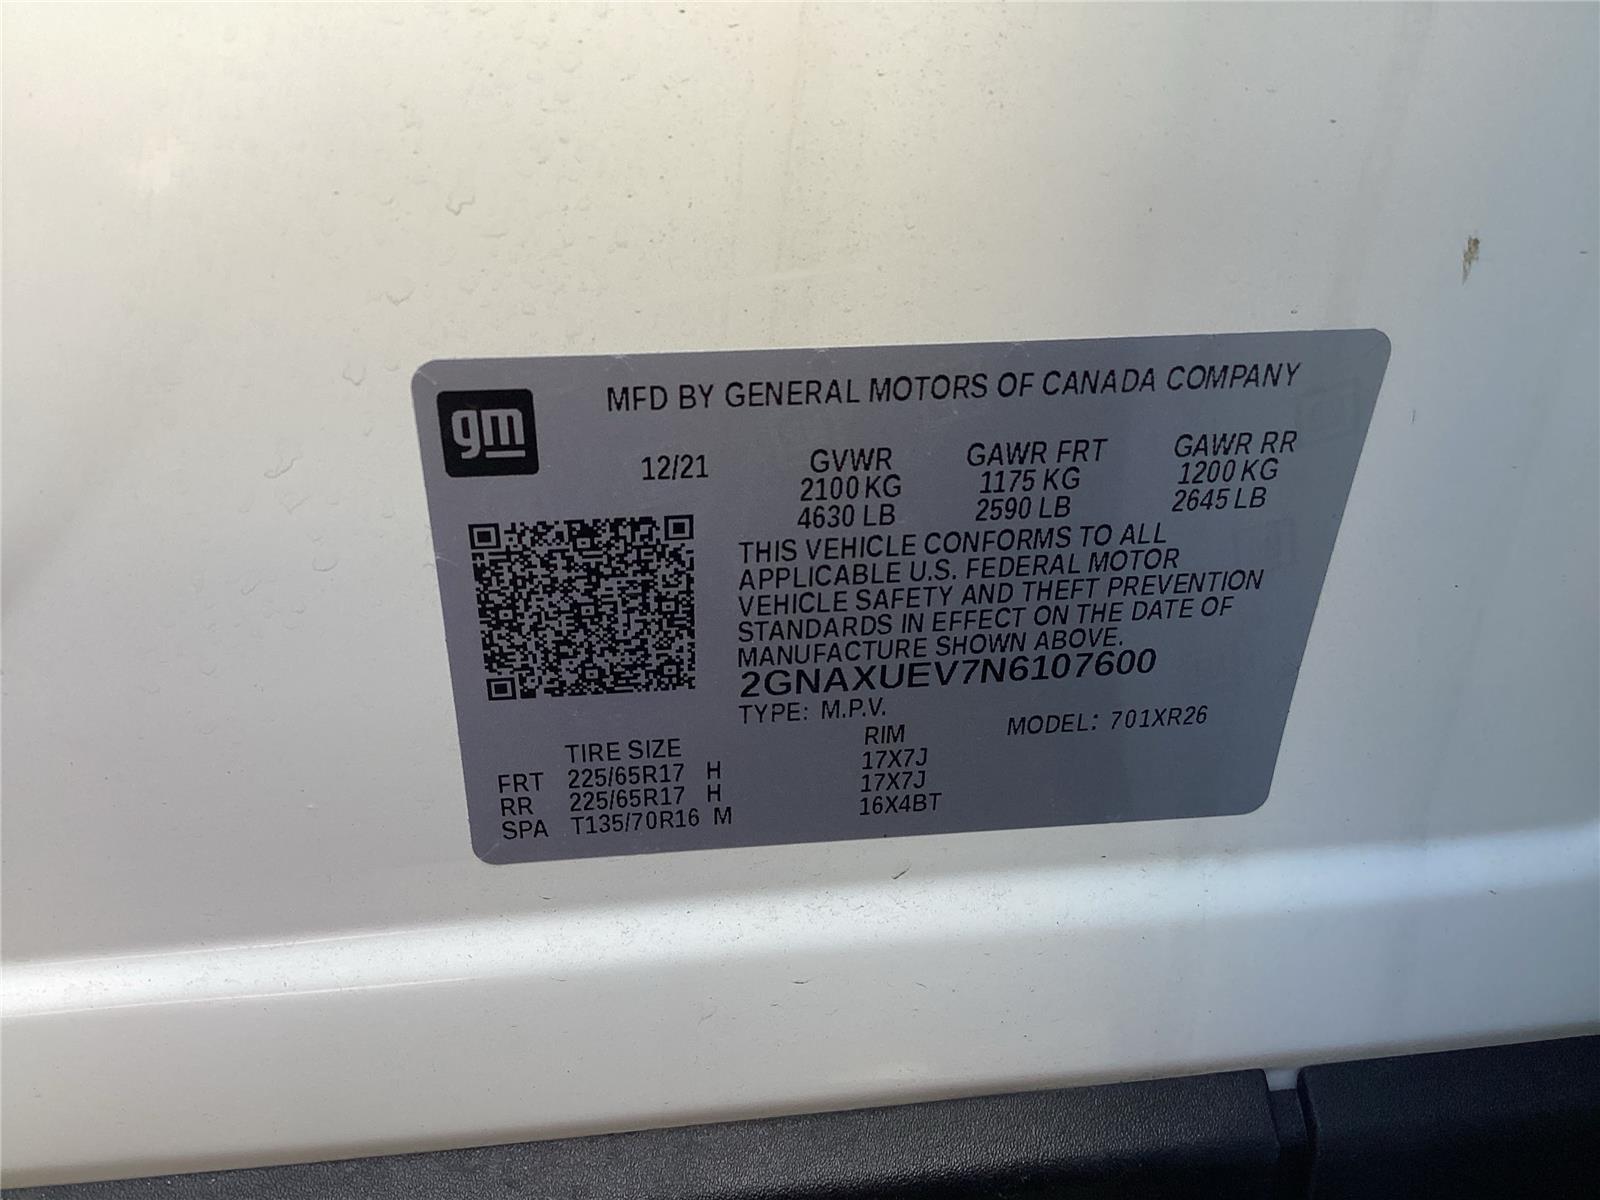 gm
MFD BY GENERAL MOTORS OF CANADA COMPANY
12/21 GVWR GAWR FRT GAWR RR
2100 KG 1175 KG 1200 KG
4630 LB 2590 LB 2645 LB
THIS VEHICLE CONFORMS TO ALL
APPLICABLE U.S. FEDERAL MOTOR
VEHICLE SAFETY AND THEFT PREVENTION
STANDARDS IN EFFECT ON THE DATE OF
MANUFACTURE SHOWN ABOVE.
2GNAXUEV7N6107600
TYPE: M.P.V. MODEL: 701XR26
TIRE SIZE RIM
FRT 225/65R17 H 17X7J
RR 225/65R17 H 17X7J
SPA T135/70R16 M 16X4BT